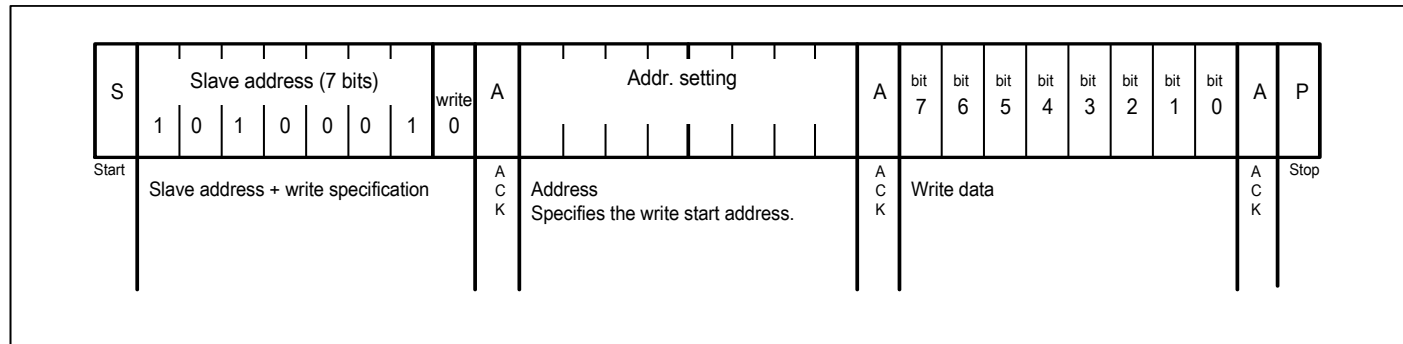 S
Slave address (7 bits)
1 0 1 0 0 0 1
write
0
A
Addr. setting
A
bit 7
bit 6
bit 5
bit 4
bit 3
bit 2
bit 1
bit 0
A
P
Start
Slave address + write specification
A
C
K
Address
Specifies the write start address.
A
C
K
Write data
A
C
K
Stop